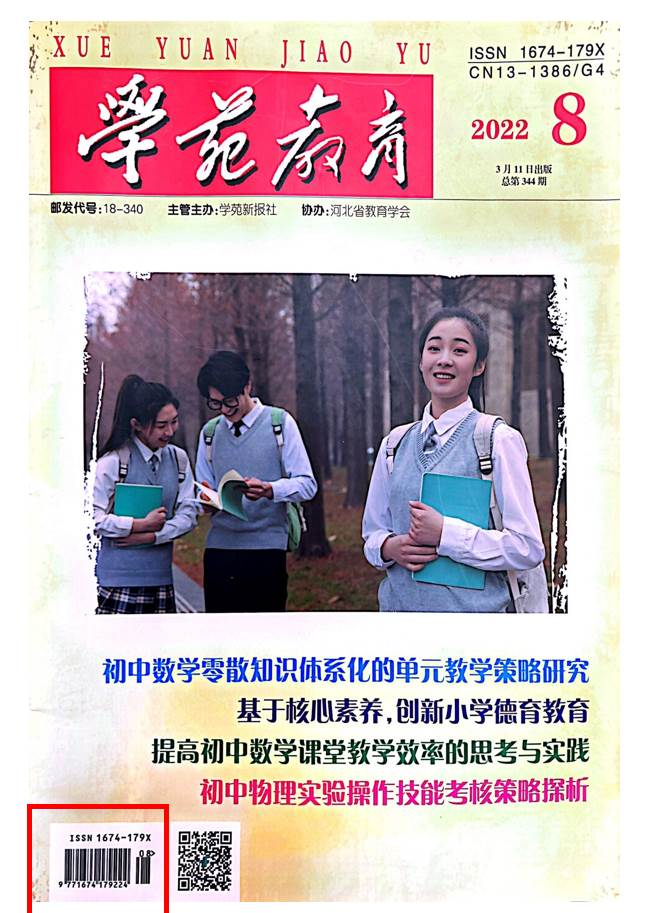 XUE YUAN JIAO YU
ISSN 1674-179X
CN13-1386/G4
學苑教育
2022 8
3月11日出版
总第344期
邮发代号:18-340 主管主办:学苑新报社 协办:河北省教育学会
初中数学零散知识体系化的单元教学策略研究
基于核心素养,创新小学德育教育
提高初中数学课堂教学效率的思考与实践
初中物理实验操作技能考核策略探析
ISSN 1674-179X
08>
9 771674 179224